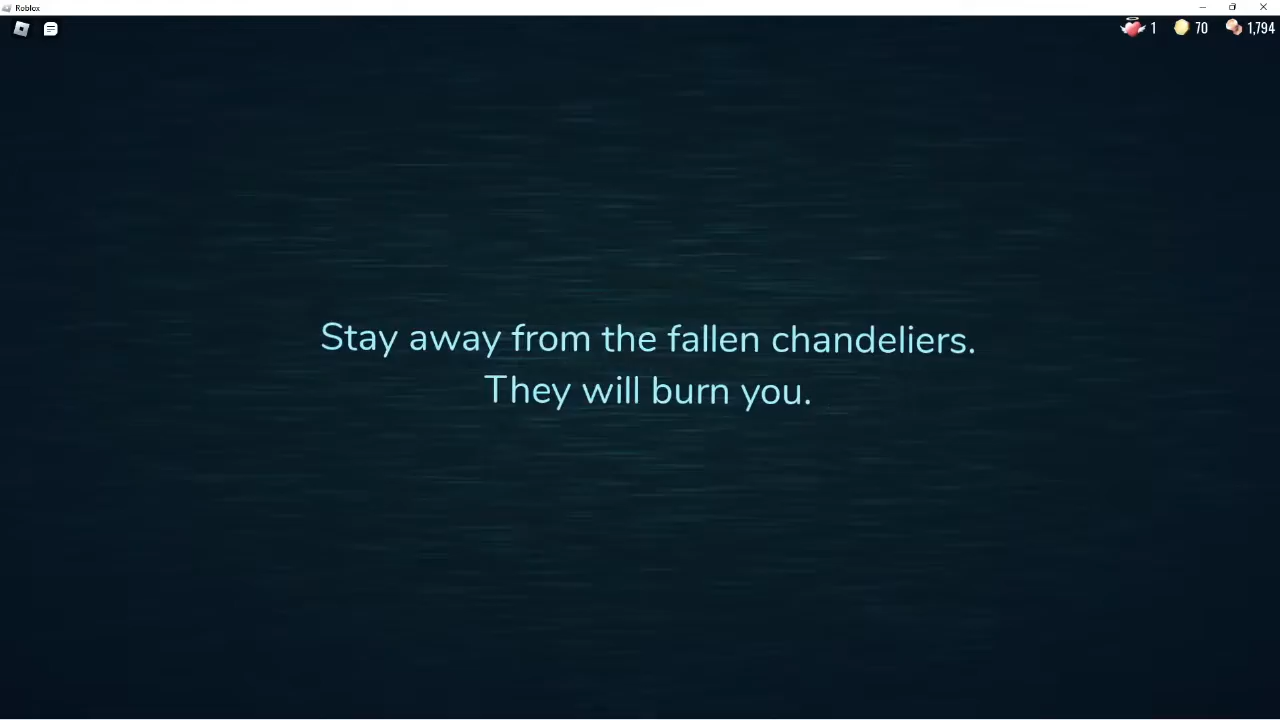 Roblox
1
70
1,794
Stay away from the fallen chandeliers.
They will burn you.